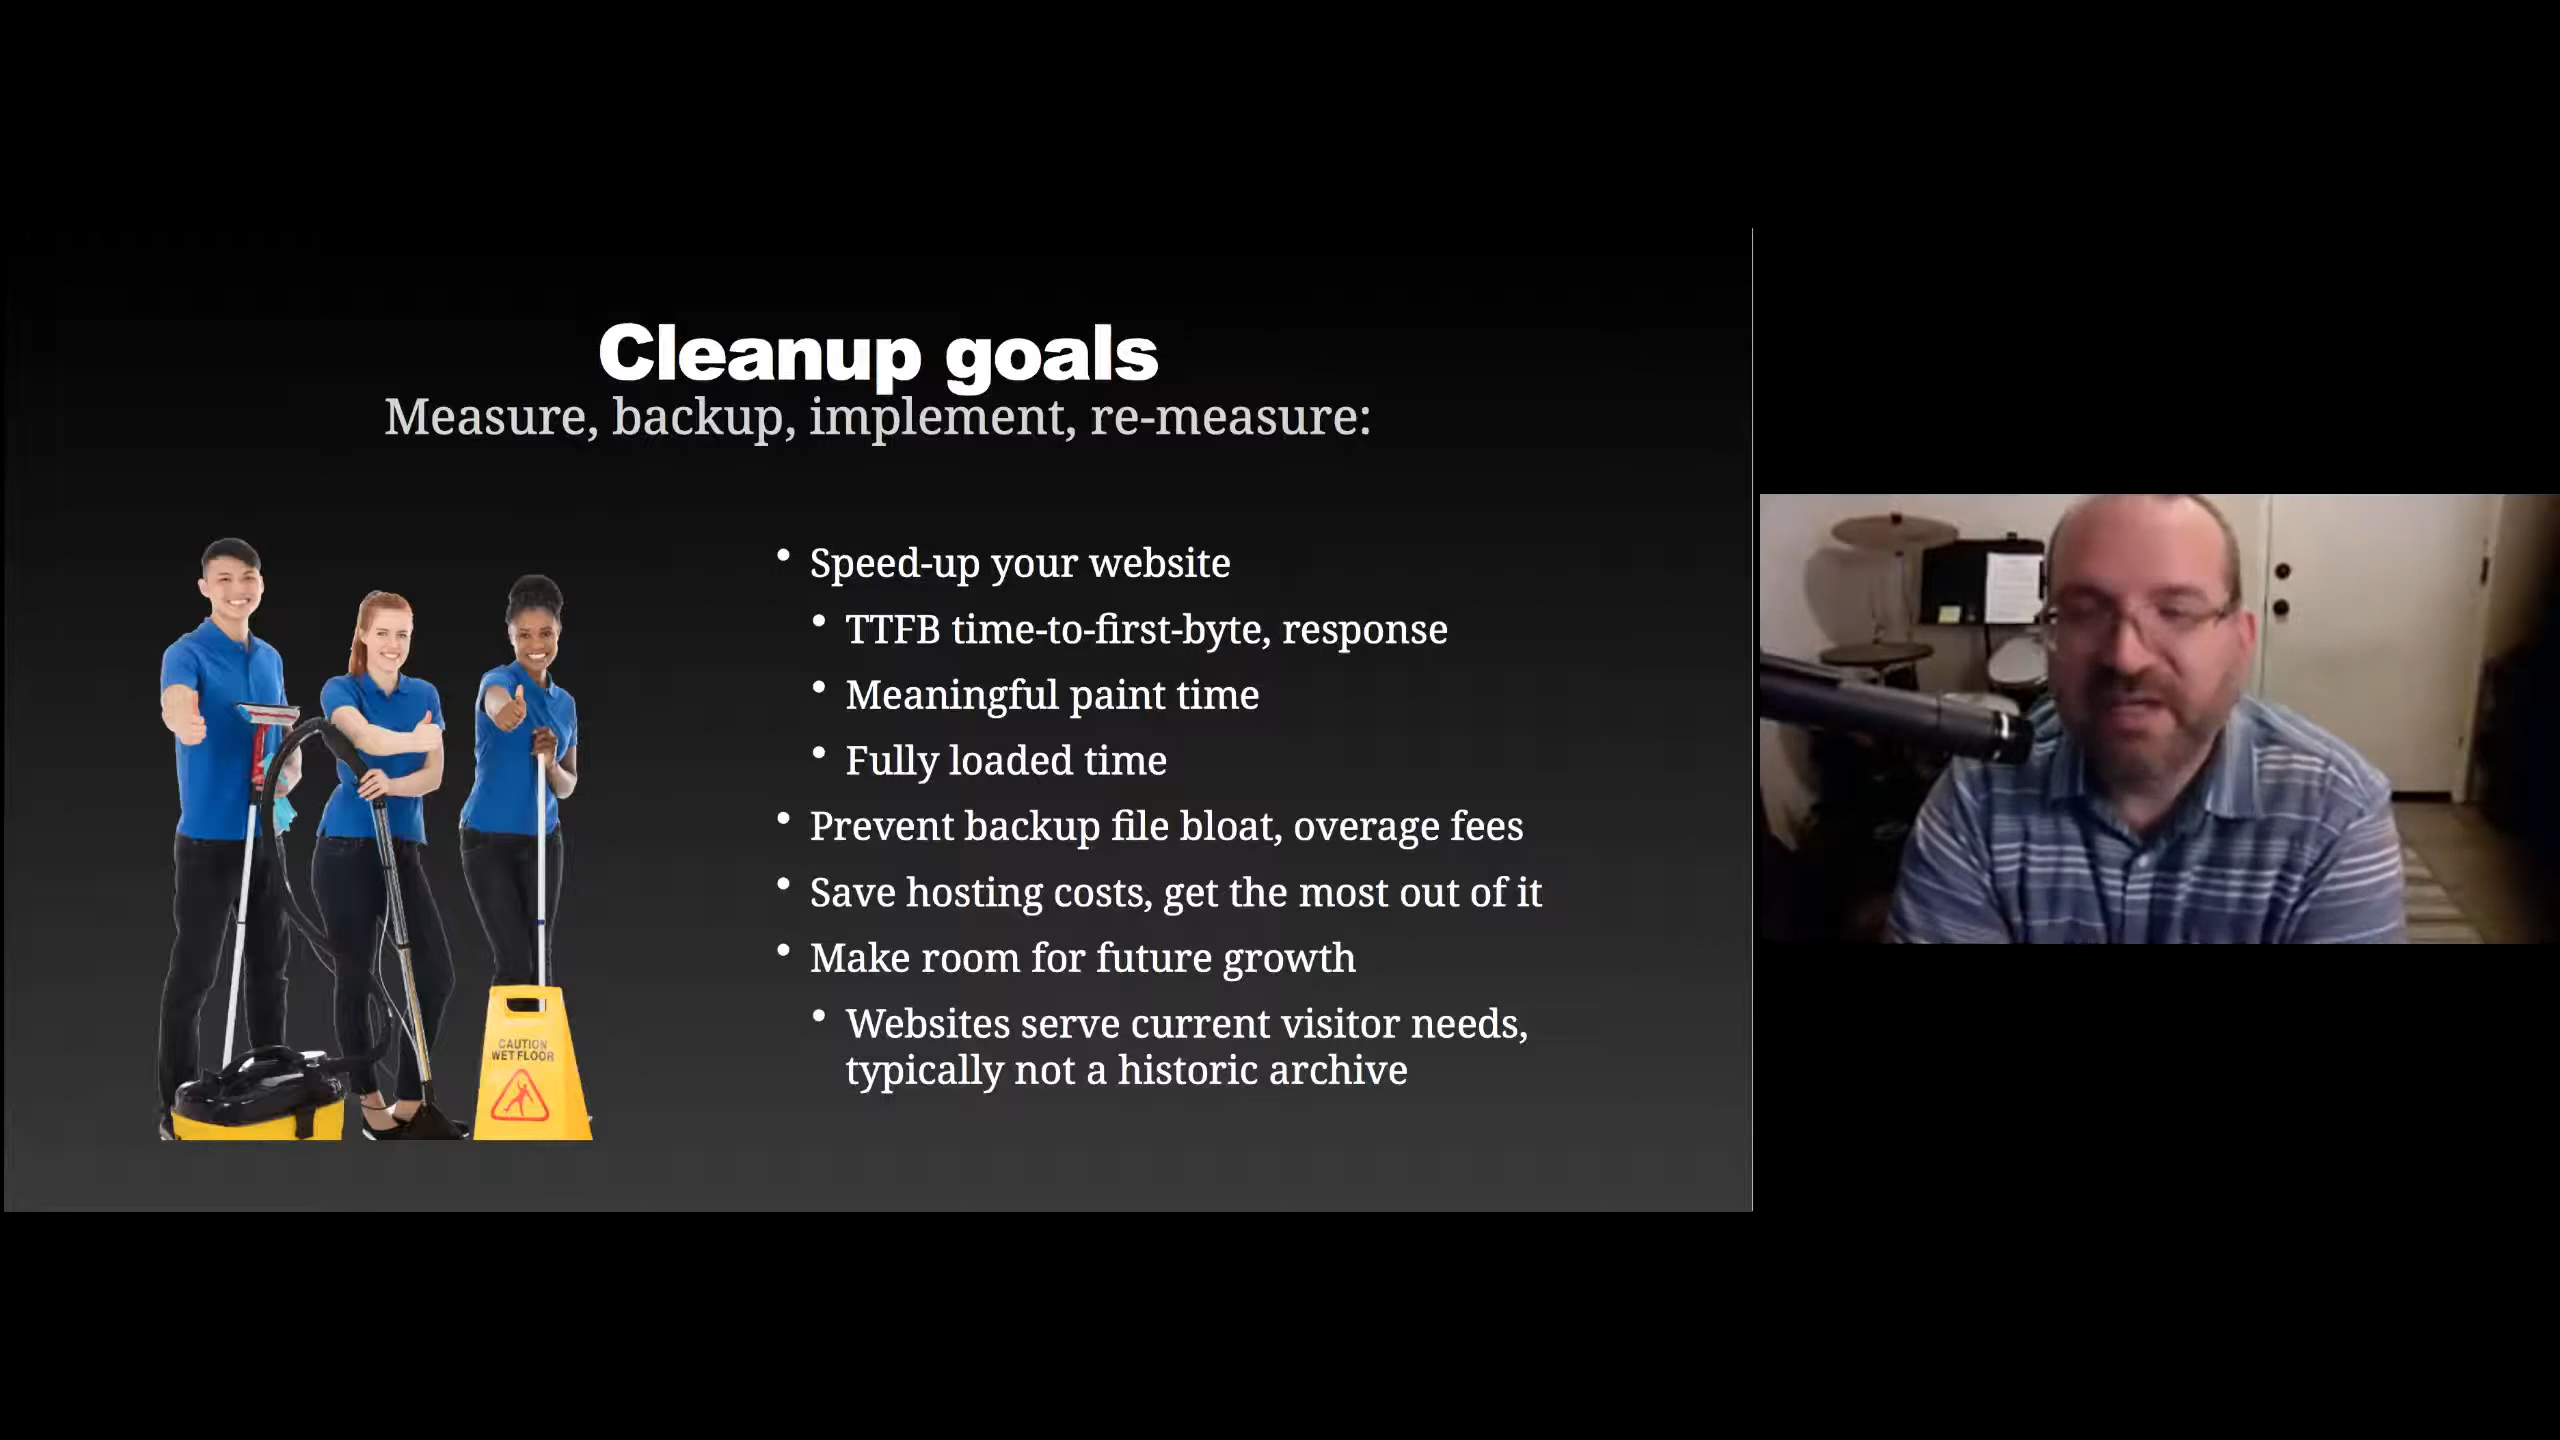 Cleanup goals
Measure, backup, implement, re-measure:
• Speed-up your website
• TTFB time-to-first-byte, response
• Meaningful paint time
• Fully loaded time
• Prevent backup file bloat, overage fees
• Save hosting costs, get the most out of it
• Make room for future growth
• Websites serve current visitor needs,
typically not a historic archive
CAUTION
WET FLOOR